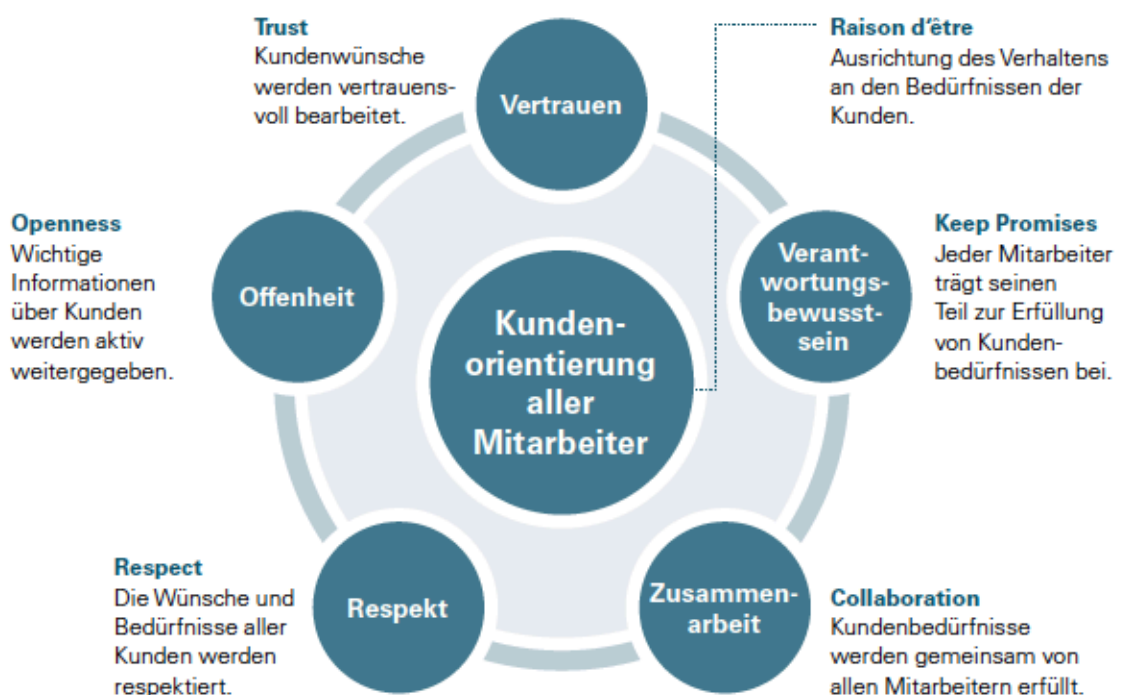 Trust
Kundenwünsche
werden vertrauens-
voll bearbeitet.
Raison d‘être
Ausrichtung des Verhaltens
an den Bedürfnissen der
Kunden.
Vertrauen
Openness
Wichtige
Informationen
über Kunden
werden aktiv
weitergegeben.
Offenheit
Verant-
wortungs-
bewusst-
sein
Keep Promises
Jeder Mitarbeiter
trägt seinen
Teil zur Erfüllung
von Kunden-
bedürfnissen bei.
Kunden-
orientierung
aller
Mitarbeiter
Respect
Die Wünsche und
Bedürfnisse aller
Kunden werden
respektiert.
Respekt
Zusammen-
arbeit
Collaboration
Kundenbedürfnisse
werden gemeinsam von
allen Mitarbeitern erfüllt.